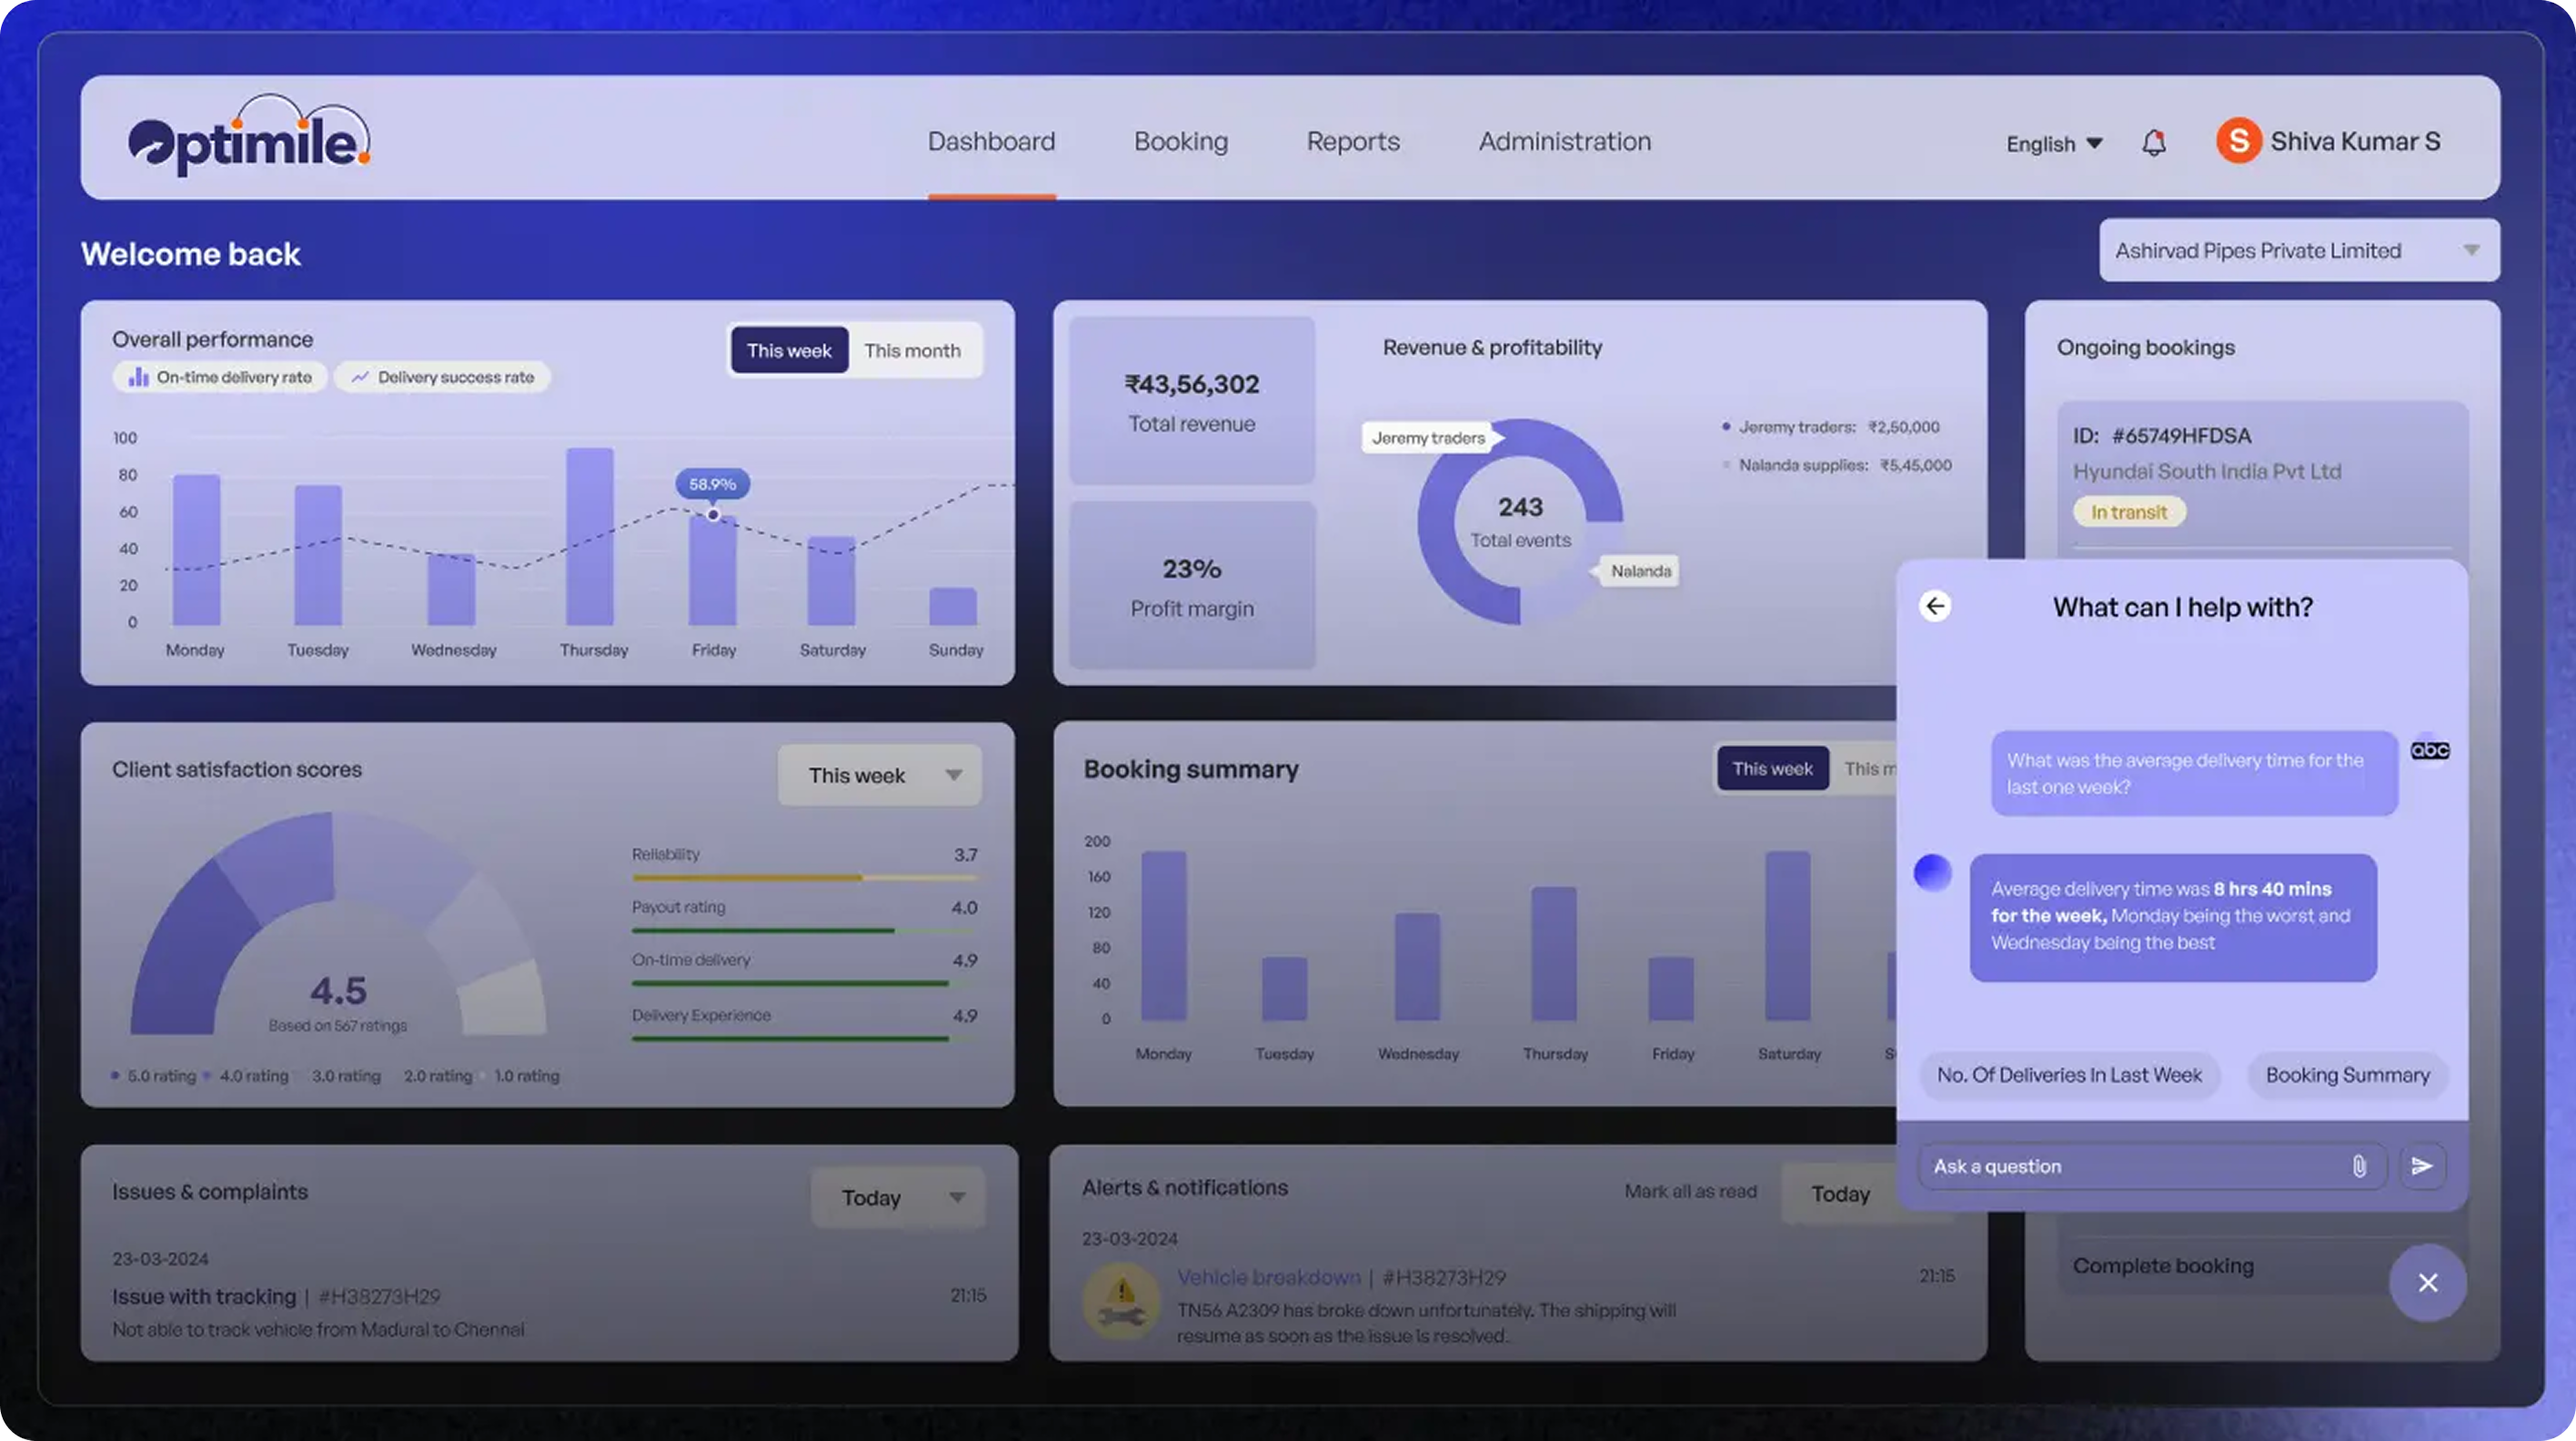 Optimile
Dashboard
Booking
Reports
Administration
English
S
Shiva Kumar S
Welcome back
Ashirvad Pipes Private Limited
Overall performance
On-time delivery rate
Delivery success rate
This week
This month
100
80
60
40
20
0
58.9%
Monday
Tuesday
Wednesday
Thursday
Friday
Saturday
Sunday
₹43,56,302
Total revenue
23%
Profit margin
Revenue & profitability
Jeremy traders
243
Total events
Nalanda
Jeremy traders: ₹2,50,000
Nalanda supplies: ₹5,45,000
Ongoing bookings
ID: #65749HFDSA
Hyundai South India Pvt Ltd
In transit
Client satisfaction scores
This week
4.5
Based on 567 ratings
5.0 rating
4.0 rating
3.0 rating
2.0 rating
1.0 rating
Reliability 3.7
Payout rating 4.0
On-time delivery 4.9
Delivery Experience 4.9
Booking summary
This week
This m
200
160
120
80
40
0
Monday
Tuesday
Wednesday
Thursday
Friday
Saturday
S
What can I help with?
What was the average delivery time for the
last one week?
abc
Average delivery time was 8 hrs 40 mins
for the week, Monday being the worst and
Wednesday being the best
No. Of Deliveries In Last Week
Booking Summary
Ask a question
Issues & complaints
Today
23-03-2024
Issue with tracking | #H38273H29
21:15
Not able to track vehicle from Madurai to Chennai
Alerts & notifications
Mark all as read
Today
23-03-2024
Vehicle breakdown | #H38273H29
21:15
TN56 A2309 has broke down unfortunately. The shipping will
resume as soon as the issue is resolved.
Complete booking